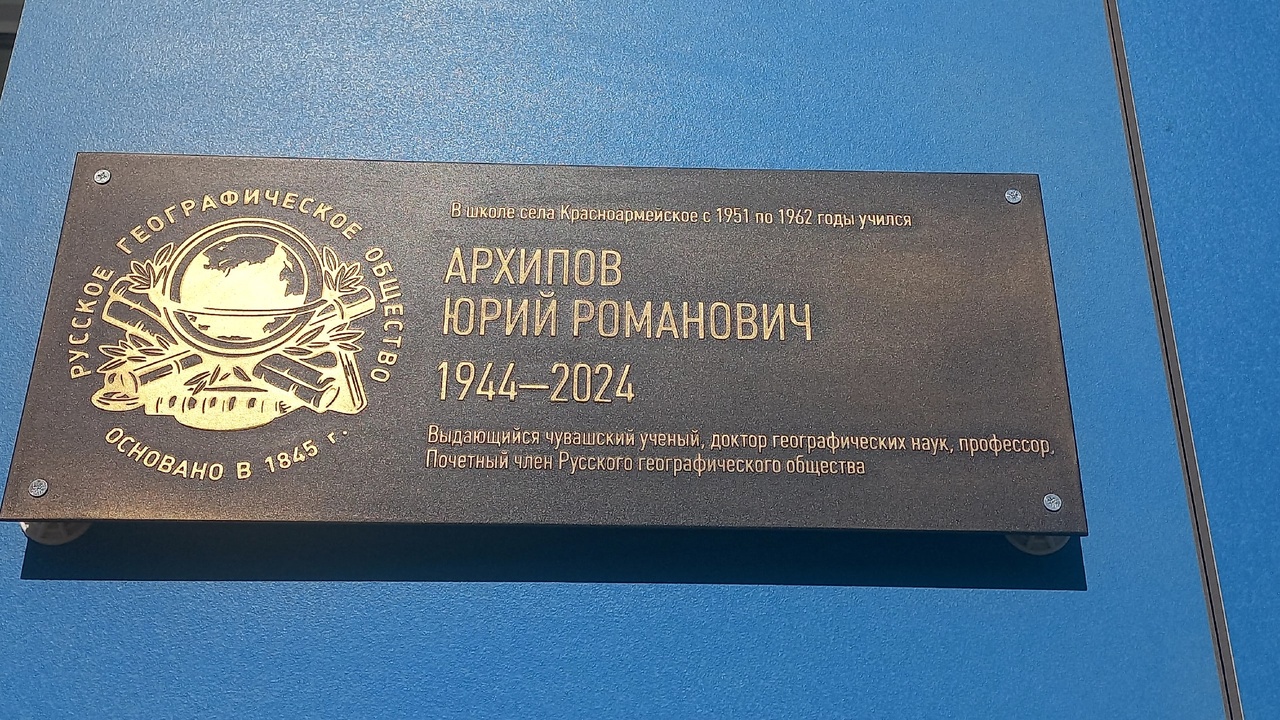 РУССКОЕ ГЕОГРАФИЧЕСКОЕ ОБЩЕСТВО
ОСНОВАНО В 1845 г.
В школе села Красноармейское с 1951 по 1962 годы учился
АРХИПОВ
ЮРИЙ РОМАНОВИЧ
1944–2024
Выдающийся чувашский ученый, доктор географических наук, профессор.
Почетный член Русского географического общества